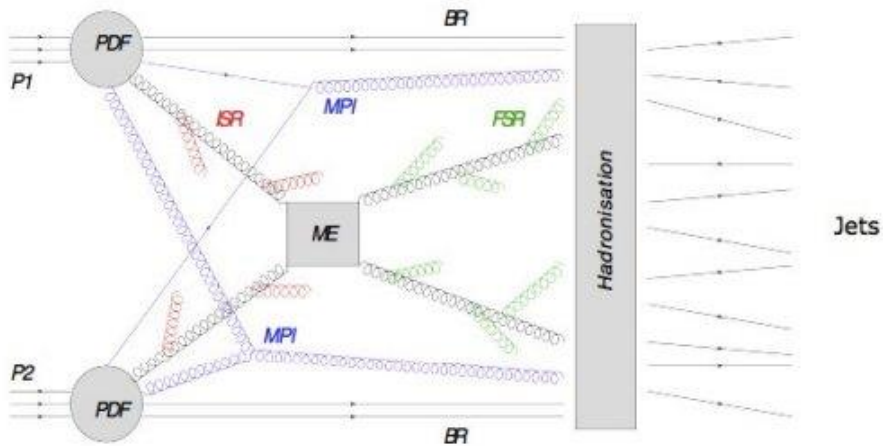 BR
PDF
P1
ISR
MPI
FSR
ME
Hadronisation
Jets
MPI
P2
PDF
BR